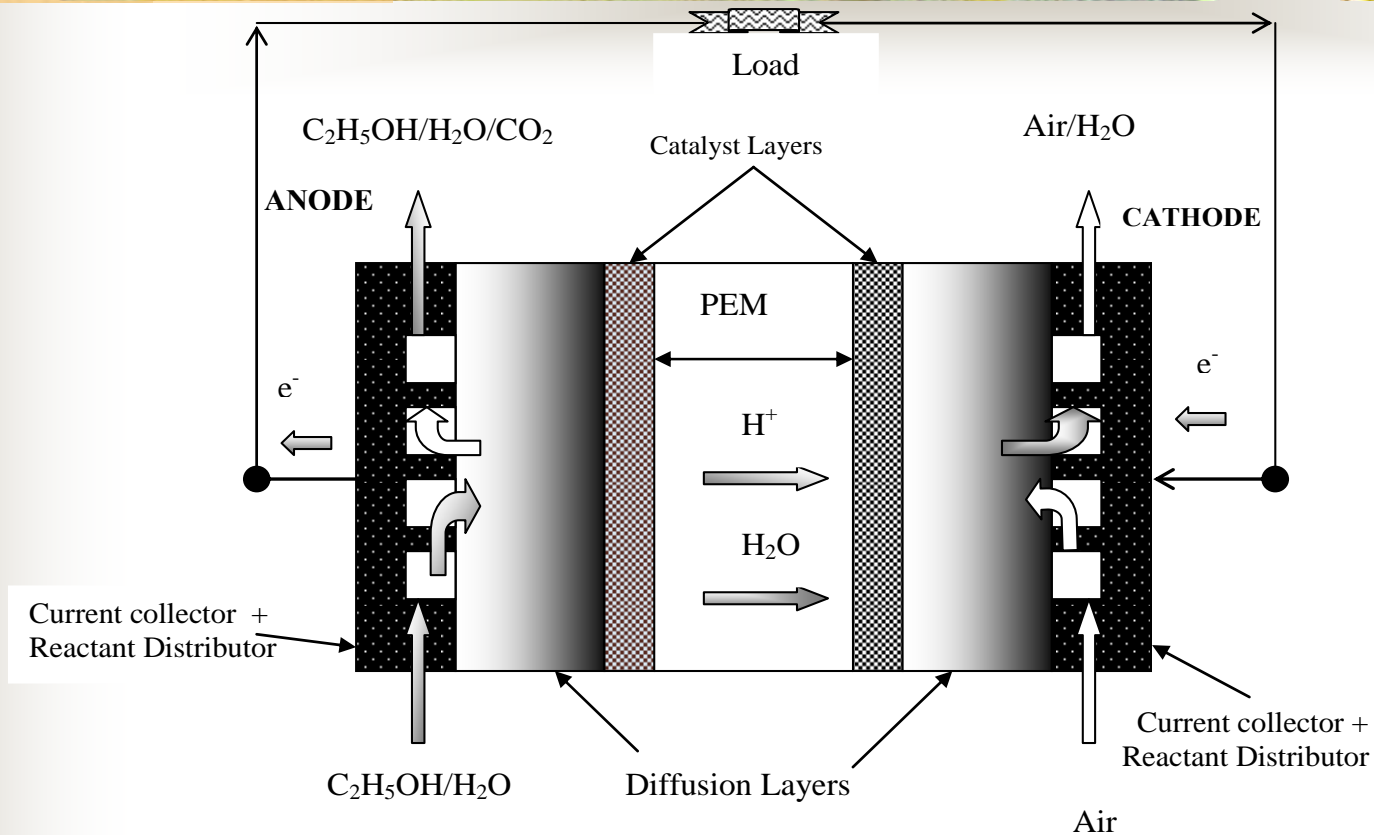 Load
C₂H₅OH/H₂O/CO₂
Air/H₂O
Catalyst Layers
ANODE
CATHODE
PEM
e⁻
e⁻
H⁺
H₂O
Current collector +
Reactant Distributor
Current collector +
Reactant Distributor
C₂H₅OH/H₂O
Diffusion Layers
Air